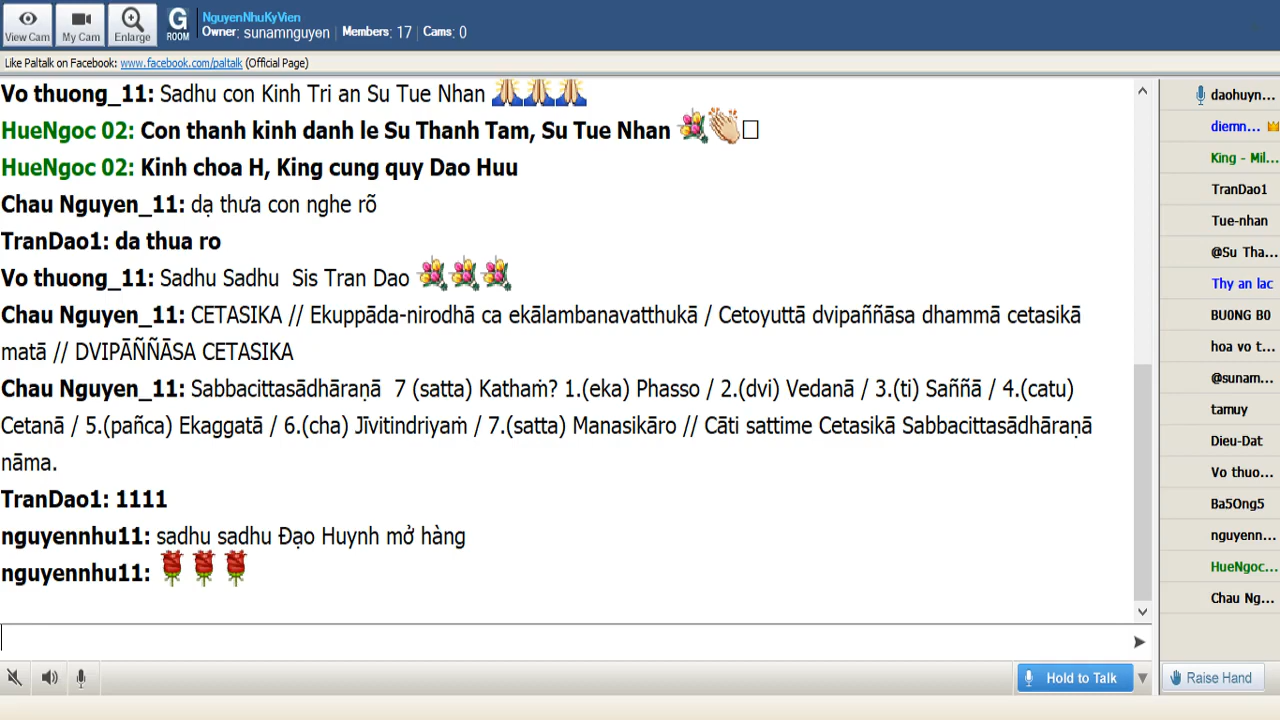 NguyenNhuKyVien
Owner: sunamnguyen | Members: 17 | Cams: 0
View Cam
My Cam
Enlarge
G
ROOM
Like Paltalk on Facebook: www.facebook.com/paltalk (Official Page)
Vo thuong_11: Sadhu con Kinh Tri an Su Tue Nhan
HueNgoc 02: Con thanh kinh danh le Su Thanh Tam, Su Tue Nhan
HueNgoc 02: Kinh choa H, King cung quy Dao Huu
Chau Nguyen_11: dạ thưa con nghe rõ
TranDao1: da thua ro
Vo thuong_11: Sadhu Sadhu Sis Tran Dao
Chau Nguyen_11: CETASIKA // Ekuppāda-nirodhā ca ekālambanavatthukā / Cetoyuttā dvipaññāsa dhammā cetasikā
matā // DVIPĀÑÑĀSA CETASIKA
Chau Nguyen_11: Sabbacittasādhāraṇā 7 (satta) Kathaṁ? 1.(eka) Phasso / 2.(dvi) Vedanā / 3.(ti) Saññā / 4.(catu)
Cetanā / 5.(pañca) Ekaggatā / 6.(cha) Jīvitindriyaṁ / 7.(satta) Manasikāro // Cāti sattime Cetasikā Sabbacittasādhāraṇā
nāma.
TranDao1: 1111
nguyennhu11: sadhu sadhu Đạo Huynh mở hàng
nguyennhu11:
daohuyn...
diemn...
King - Mil...
TranDao1
Tue-nhan
@Su Tha...
Thy an lac
BU0NG B0
hoa vo t...
@sunam...
tamuy
Dieu-Dat
Vo thuo...
Ba5Ong5
nguyenn...
HueNgoc...
Chau Ng...
Hold to Talk
Raise Hand